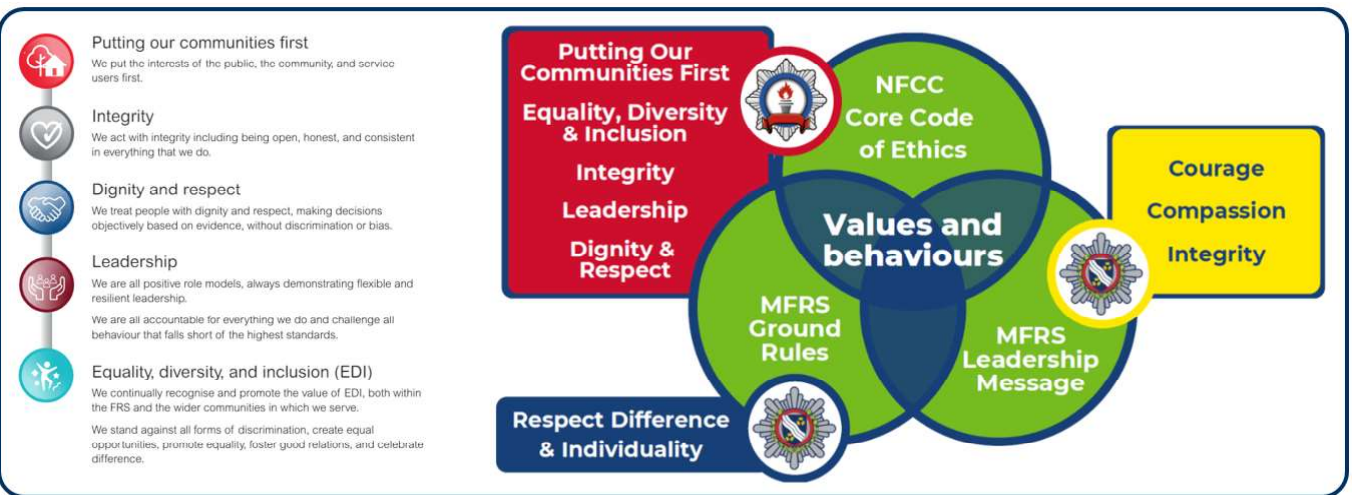 Putting our communities first
We put the interests of the public, the community, and service
users first.
Integrity
We act with integrity including being open, honest, and consistent
in everything that we do.
Dignity and respect
We treat people with dignity and respect, making decisions
objectively based on evidence, without discrimination or bias.
Leadership
We are all positive role models, always demonstrating flexible and
resilient leadership.
We are all accountable for everything we do and challenge all
behaviour that falls short of the highest standards.
Equality, diversity, and inclusion (EDI)
We continually recognise and promote the value of EDI, both within
the FRS and the wider communities in which we serve.
We stand against all forms of discrimination, create equal
opportunities, promote equality, foster good relations, and celebrate
difference.
Putting Our
Communities First
Equality, Diversity
& Inclusion
Integrity
Leadership
Dignity &
Respect
NFCC
Core Code
of Ethics
Values and
behaviours
MFRS
Ground
Rules
MFRS
Leadership
Message
Courage
Compassion
Integrity
Respect Difference
& Individuality